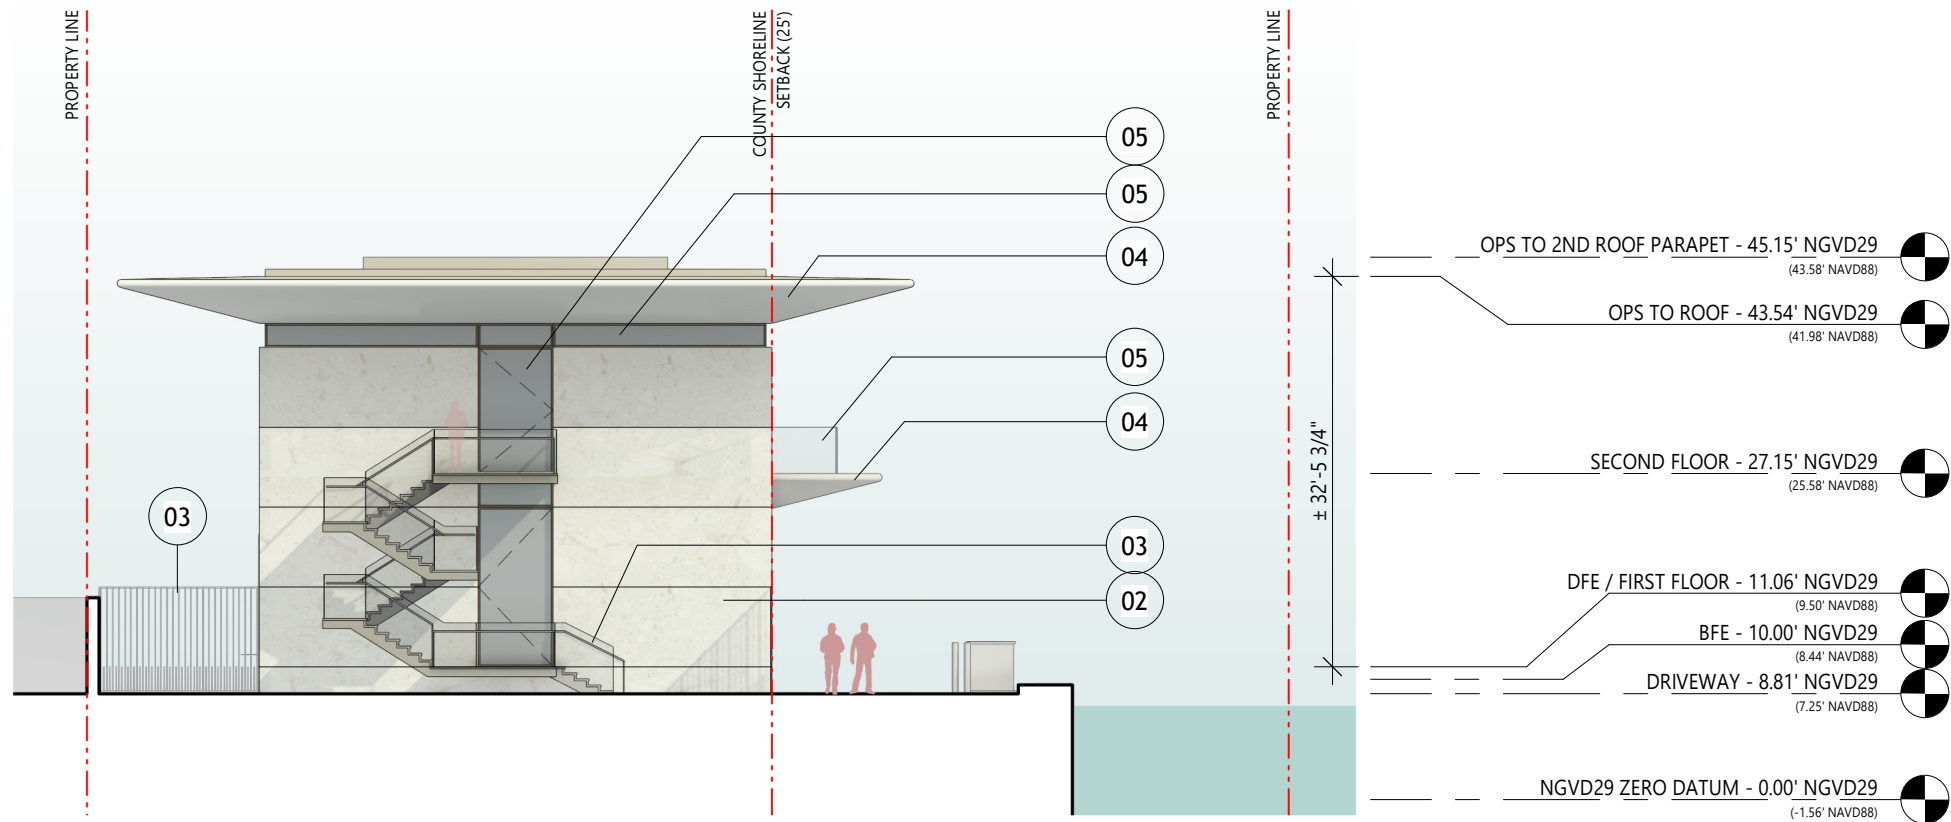 PROPERTY LINE
COUNTY SHORELINE
SETBACK (25')
PROPERTY LINE
05
05
04
05
04
03
03
02
± 32'-5 3/4"
OPS TO 2ND ROOF PARAPET - 45.15' NGVD29
(43.58' NAVD88)
OPS TO ROOF - 43.54' NGVD29
(41.98' NAVD88)
SECOND FLOOR - 27.15' NGVD29
(25.58' NAVD88)
DFE / FIRST FLOOR - 11.06' NGVD29
(9.50' NAVD88)
BFE - 10.00' NGVD29
(8.44' NAVD88)
DRIVEWAY - 8.81' NGVD29
(7.25' NAVD88)
NGVD29 ZERO DATUM - 0.00' NGVD29
(-1.56' NAVD88)